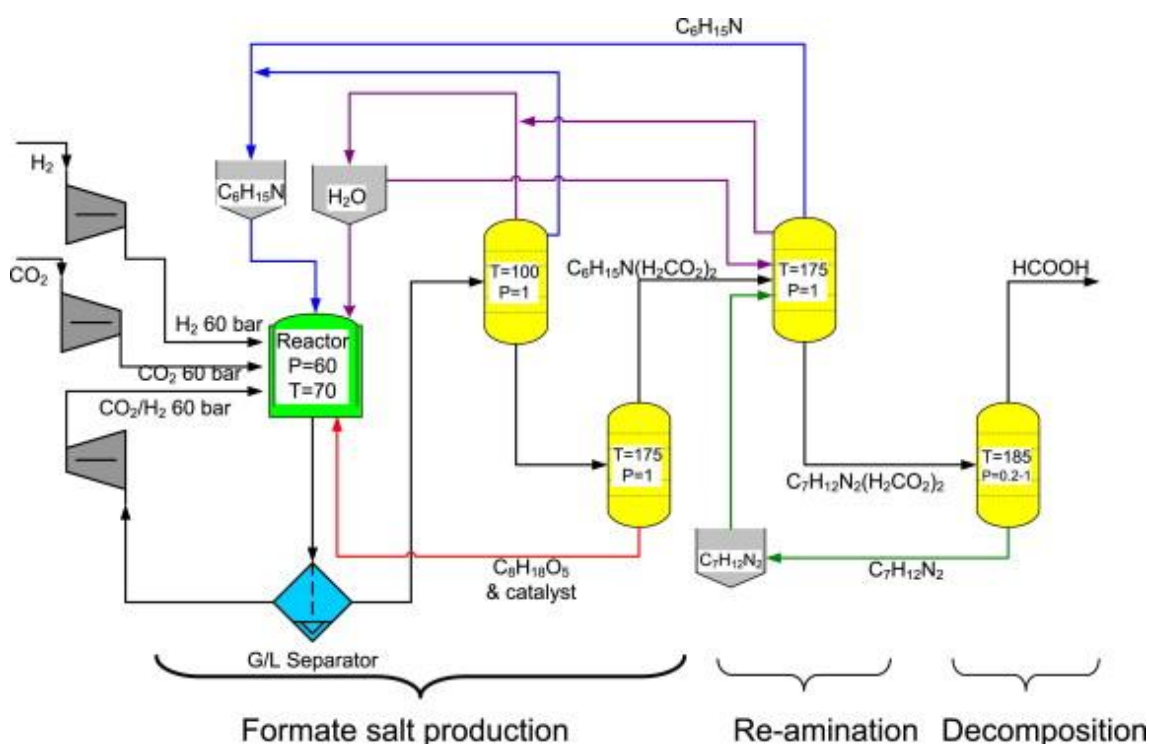 C₆H₁₅N
H₂
C₆H₁₅N
H₂O
CO₂
T=100
P=1
C₆H₁₅N(H₂CO₂)₂
T=175
P=1
HCOOH
H₂ 60 bar
Reactor
P=60
T=70
CO₂ 60 bar
CO₂/H₂ 60 bar
T=175
P=1
T=185
P=0.2-1
C₇H₁₂N₂(H₂CO₂)₂
C₈H₁₈O₅
& catalyst
C₇H₁₂N₂
C₇H₁₂N₂
G/L Separator
Formate salt production
Re-amination
Decomposition